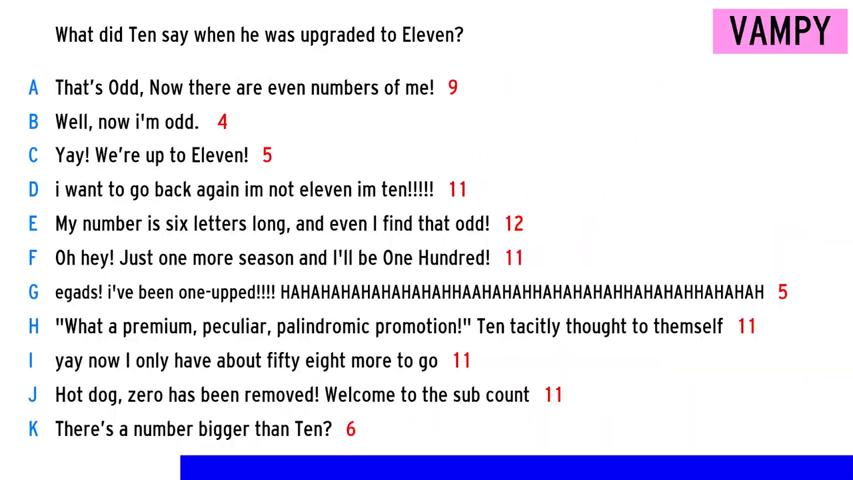 What did Ten say when he was upgraded to Eleven?
VAMPY
A That's Odd, Now there are even numbers of me! 9
B Well, now i'm odd. 4
C Yay! We're up to Eleven! 5
D i want to go back again im not eleven im ten!!!!! 11
E My number is six letters long, and even I find that odd! 12
F Oh hey! Just one more season and I'll be One Hundred! 11
G egads! i've been one-upped!!!! HAHAHAHAHAHAHAHAHHAAHAHAHHAHAHAHAHHAHAHAHHAHAHAH 5
H "What a premium, peculiar, palindromic promotion!" Ten tacitly thought to themself 11
I yay now I only have about fifty eight more to go 11
J Hot dog, zero has been removed! Welcome to the sub count 11
K There's a number bigger than Ten? 6